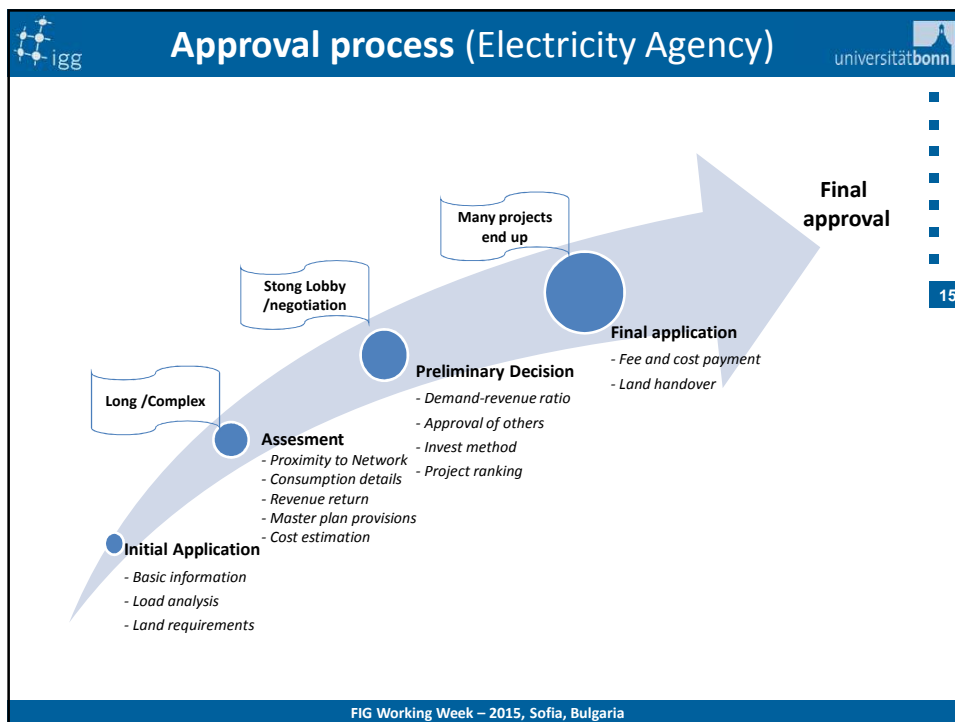 igg
Approval process (Electricity Agency)
universitätbonn
Final
approval
Many projects
end up
Stong Lobby
/negotiation
15
Final application
- Fee and cost payment
- Land handover
Preliminary Decision
- Demand-revenue ratio
- Approval of others
- Invest method
- Project ranking
Long /Complex
Assesment
- Proximity to Network
- Consumption details
- Revenue return
- Master plan provisions
- Cost estimation
Initial Application
- Basic information
- Load analysis
- Land requirements
FIG Working Week – 2015, Sofia, Bulgaria